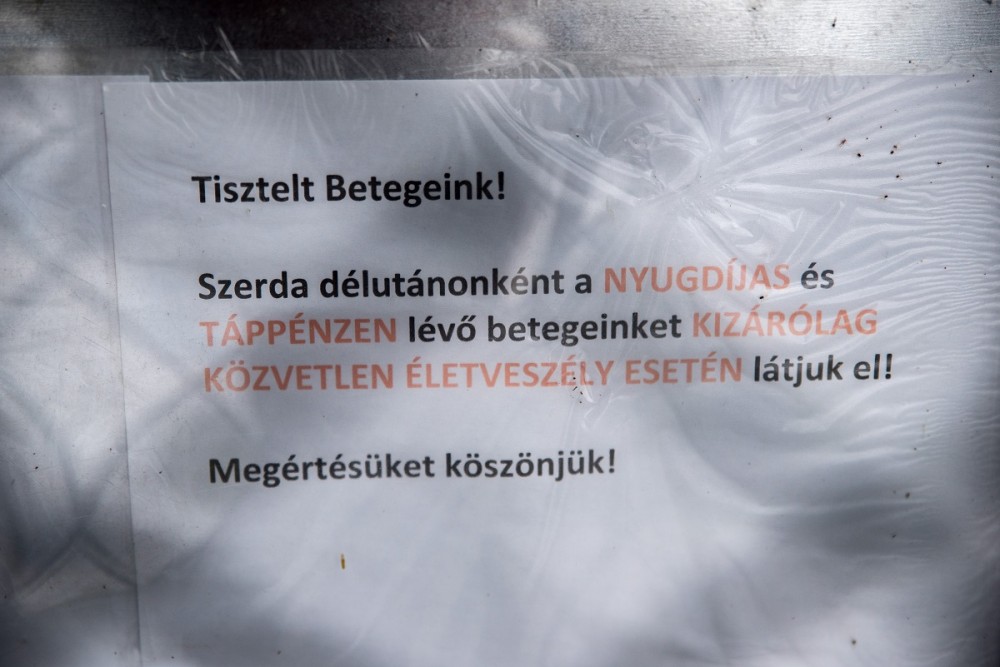 Tisztelt Betegeink!
Szerda délutánonként a NYUGDÍJAS és
TÁPPÉNZEN lévő betegeinket KIZÁRÓLAG
KÖZVETLEN ÉLETVESZÉLY ESETÉN látjuk el!
Megértésüket köszönjük!